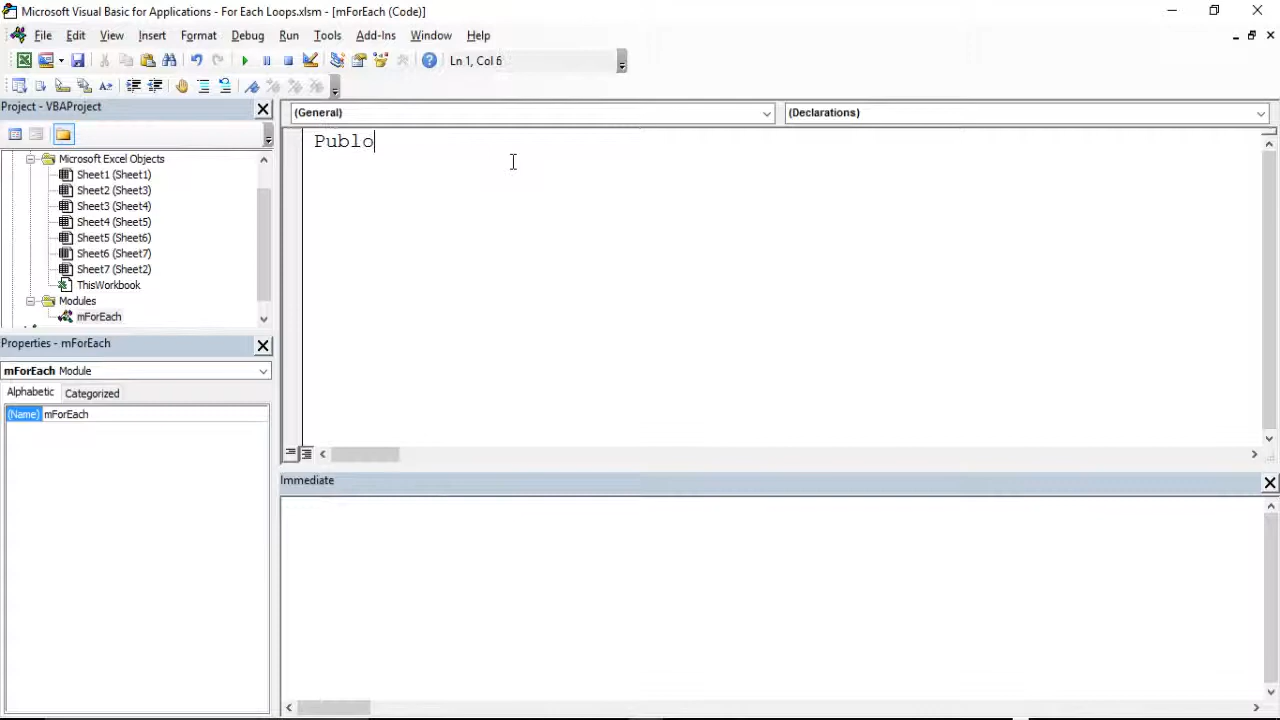 Microsoft Visual Basic for Applications - For Each Loops.xlsm - [mForEach (Code)]
File Edit View Insert Format Debug Run Tools Add-Ins Window Help
Ln 1, Col 6
Project - VBAProject
(General) (Declarations)
Publo
Microsoft Excel Objects
Sheet1 (Sheet1)
Sheet2 (Sheet3)
Sheet3 (Sheet4)
Sheet4 (Sheet5)
Sheet5 (Sheet6)
Sheet6 (Sheet7)
Sheet7 (Sheet2)
ThisWorkbook
Modules
mForEach
Properties - mForEach
mForEach Module
Alphabetic Categorized
(Name) mForEach
Immediate